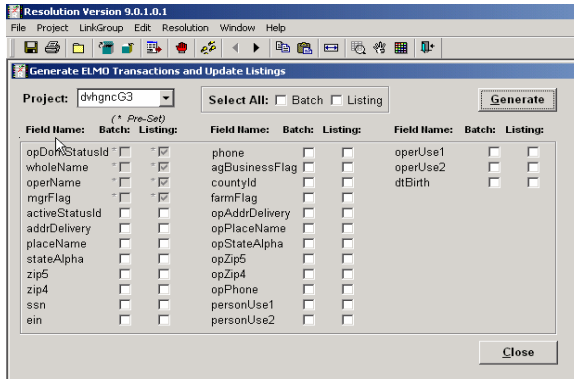 Resolution Version 9.0.1.0.1
File Project LinkGroup Edit Resolution Window Help
Generate ELMO Transactions and Update Listings
Project: dvhgncG3 Select All: Batch Listing Generate
(* Pre-Set)
Field Name: Batch: Listing: Field Name: Batch: Listing: Field Name: Batch: Listing:
opDomStatusId * * phone operUse1
wholeName * * agBusinessFlag operUse2
operName * * countyId dtBirth
mgrFlag * * farmFlag
activeStatusId opAddrDelivery
addrDelivery opPlaceName
placeName opStateAlpha
stateAlpha opZip5
zip5 opZip4
zip4 opPhone
ssn personUse1
ein personUse2
Close